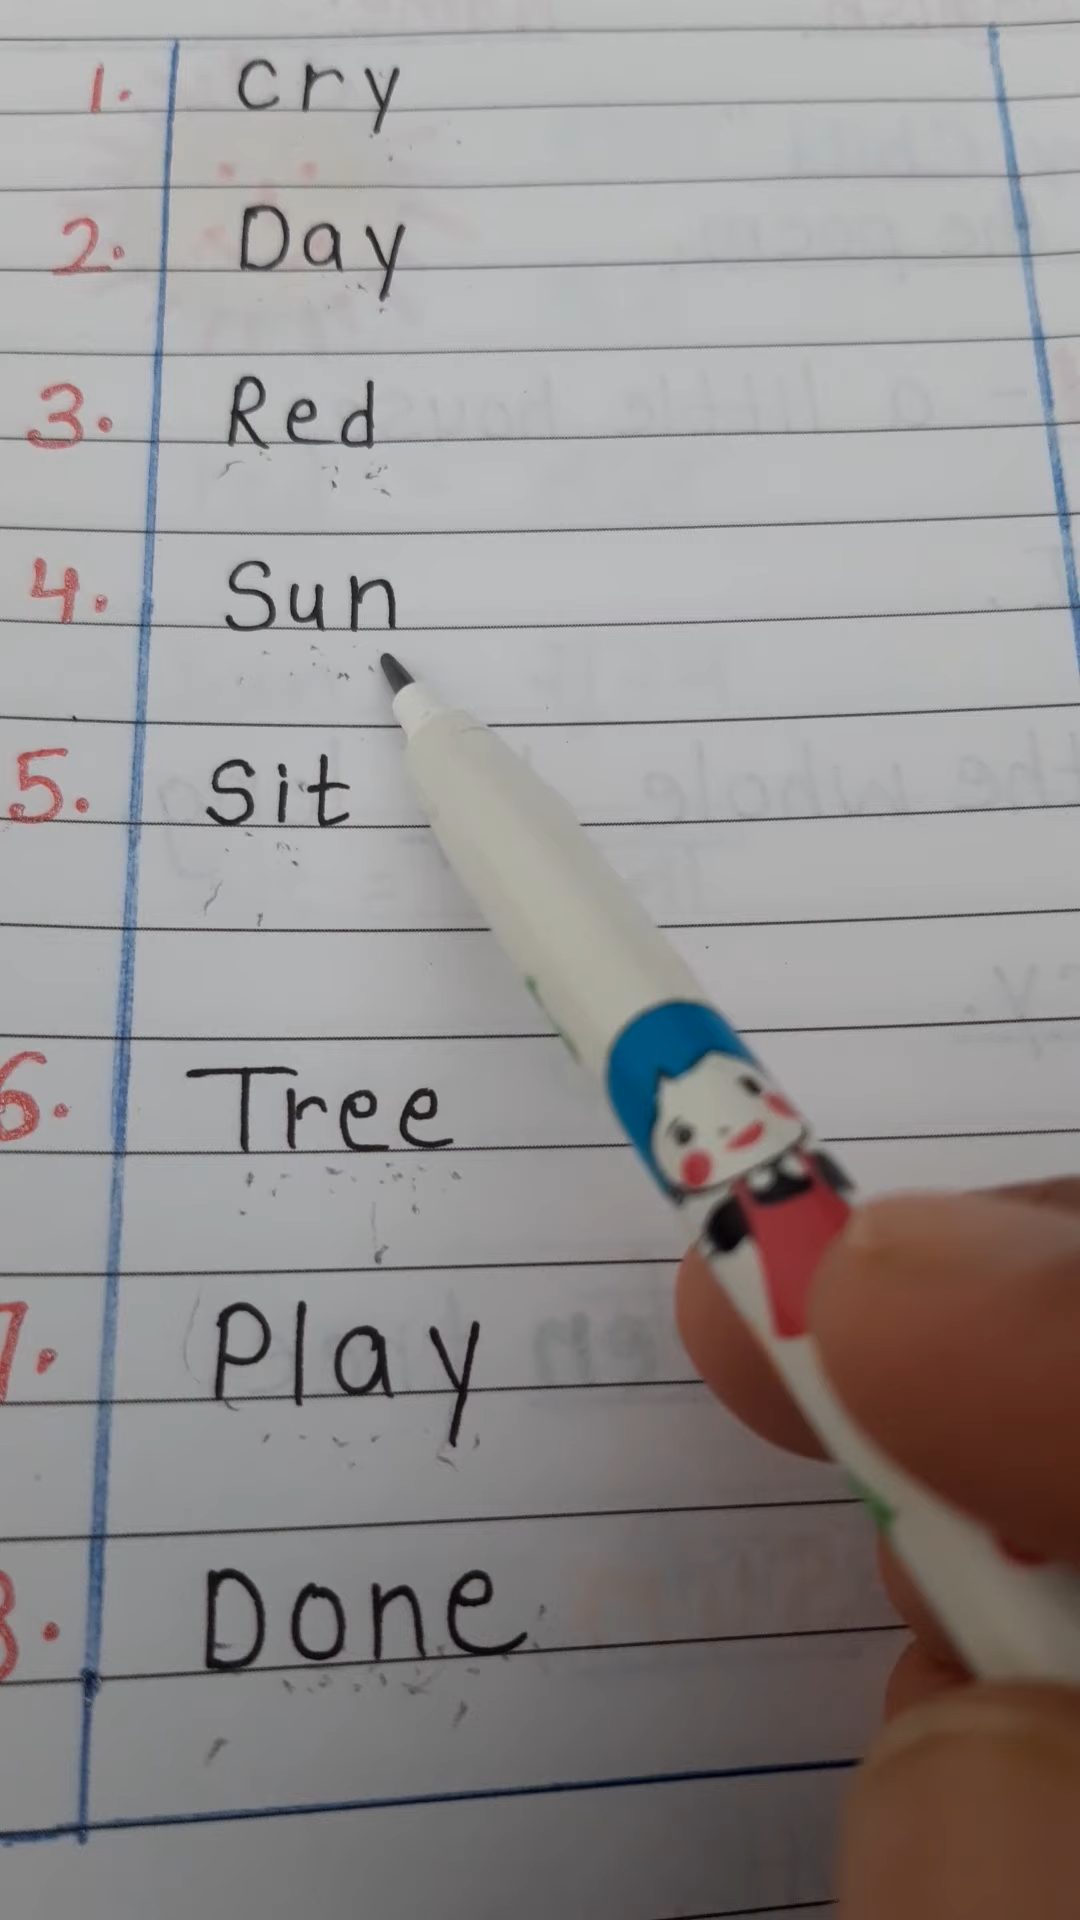 1. cry
2. Day
3. Red
4. Sun
5. Sit
6. Tree
7. Play
8. Done